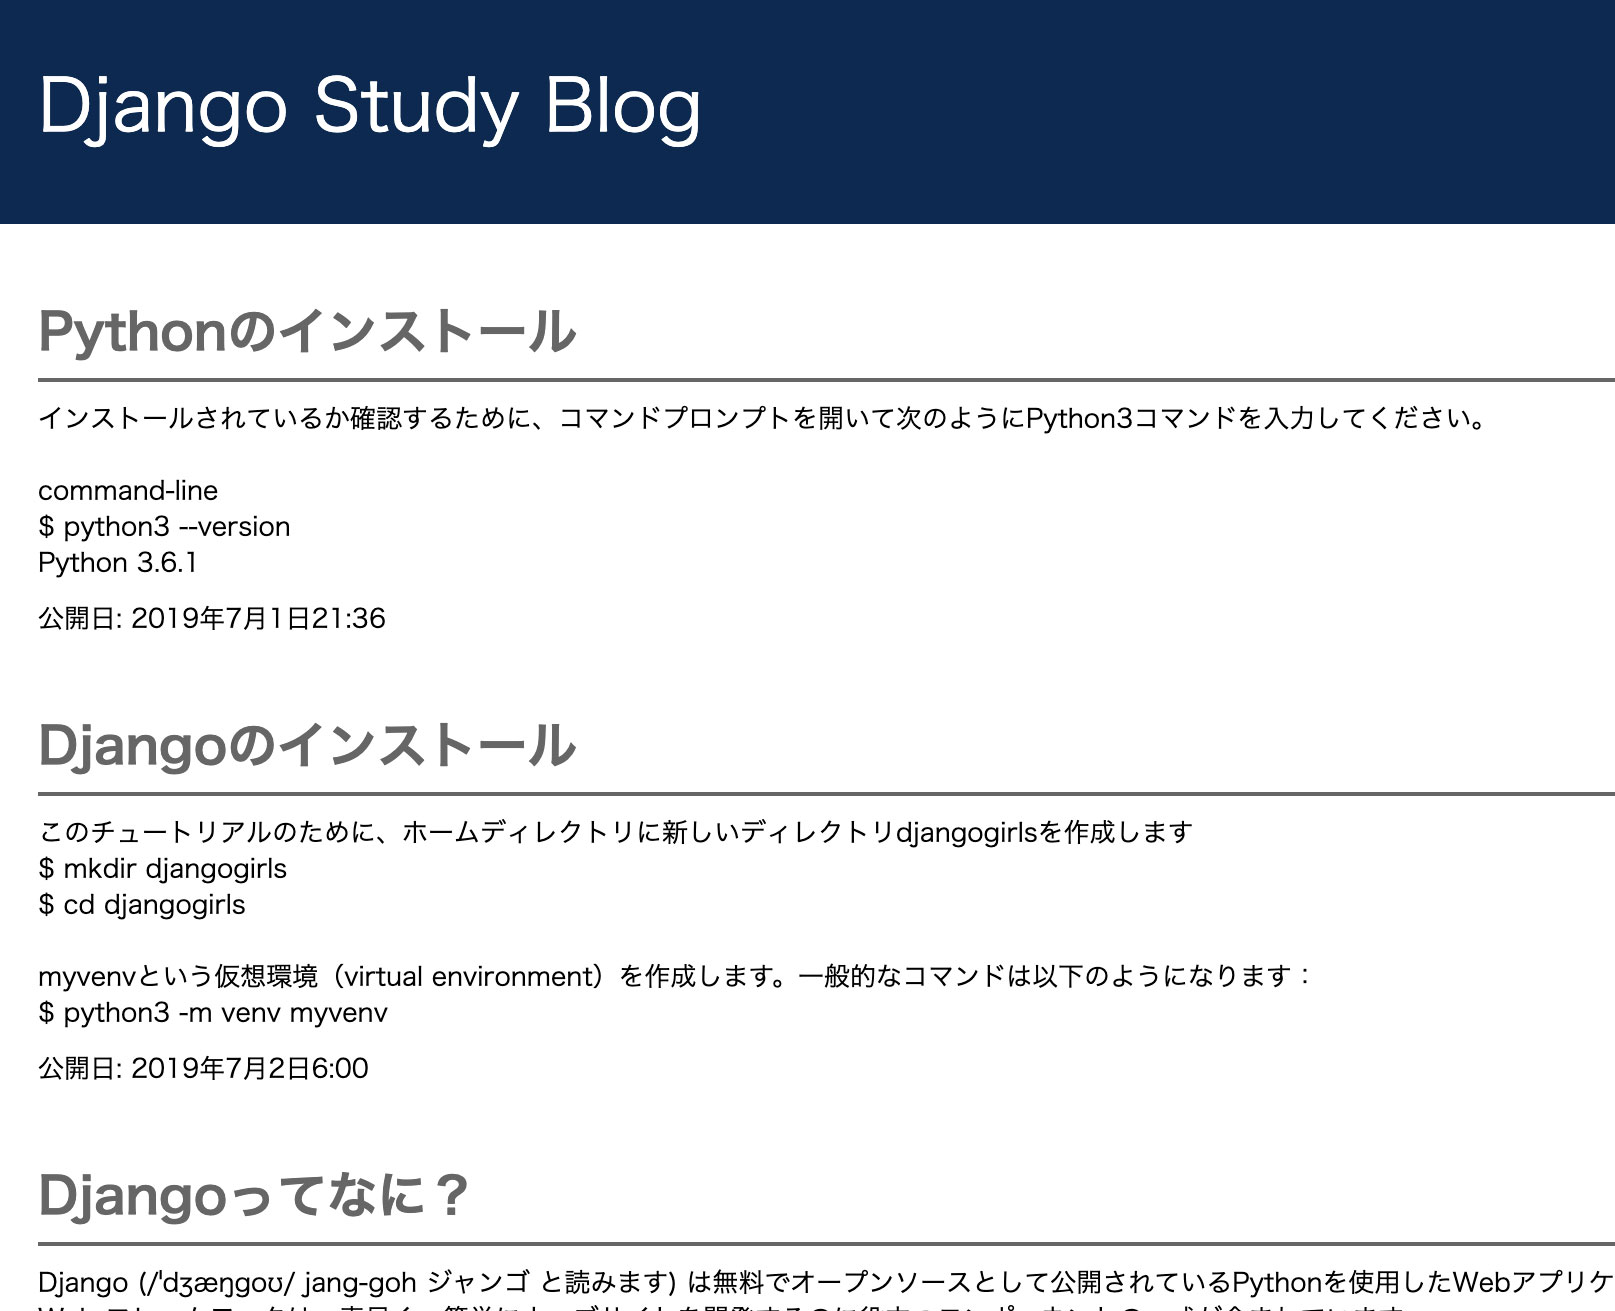 Django Study Blog
Pythonのインストール
インストールされているか確認するために、コマンドプロンプトを開いて次のようにPython3コマンドを入力してください。
command-line
$ python3 --version
Python 3.6.1
公開日: 2019年7月1日21:36
Djangoのインストール
このチュートリアルのために、ホームディレクトリに新しいディレクトリdjangogirlsを作成します
$ mkdir djangogirls
$ cd djangogirls
myvenvという仮想環境（virtual environment）を作成します。一般的なコマンドは以下のようになります：
$ python3 -m venv myvenv
公開日: 2019年7月2日6:00
Djangoってなに？
Django (/ˈdʒæŋɡoʊ/ jang-goh ジャンゴ と読みます) は無料でオープンソースとして公開されているPythonを使用したWebアプリケ